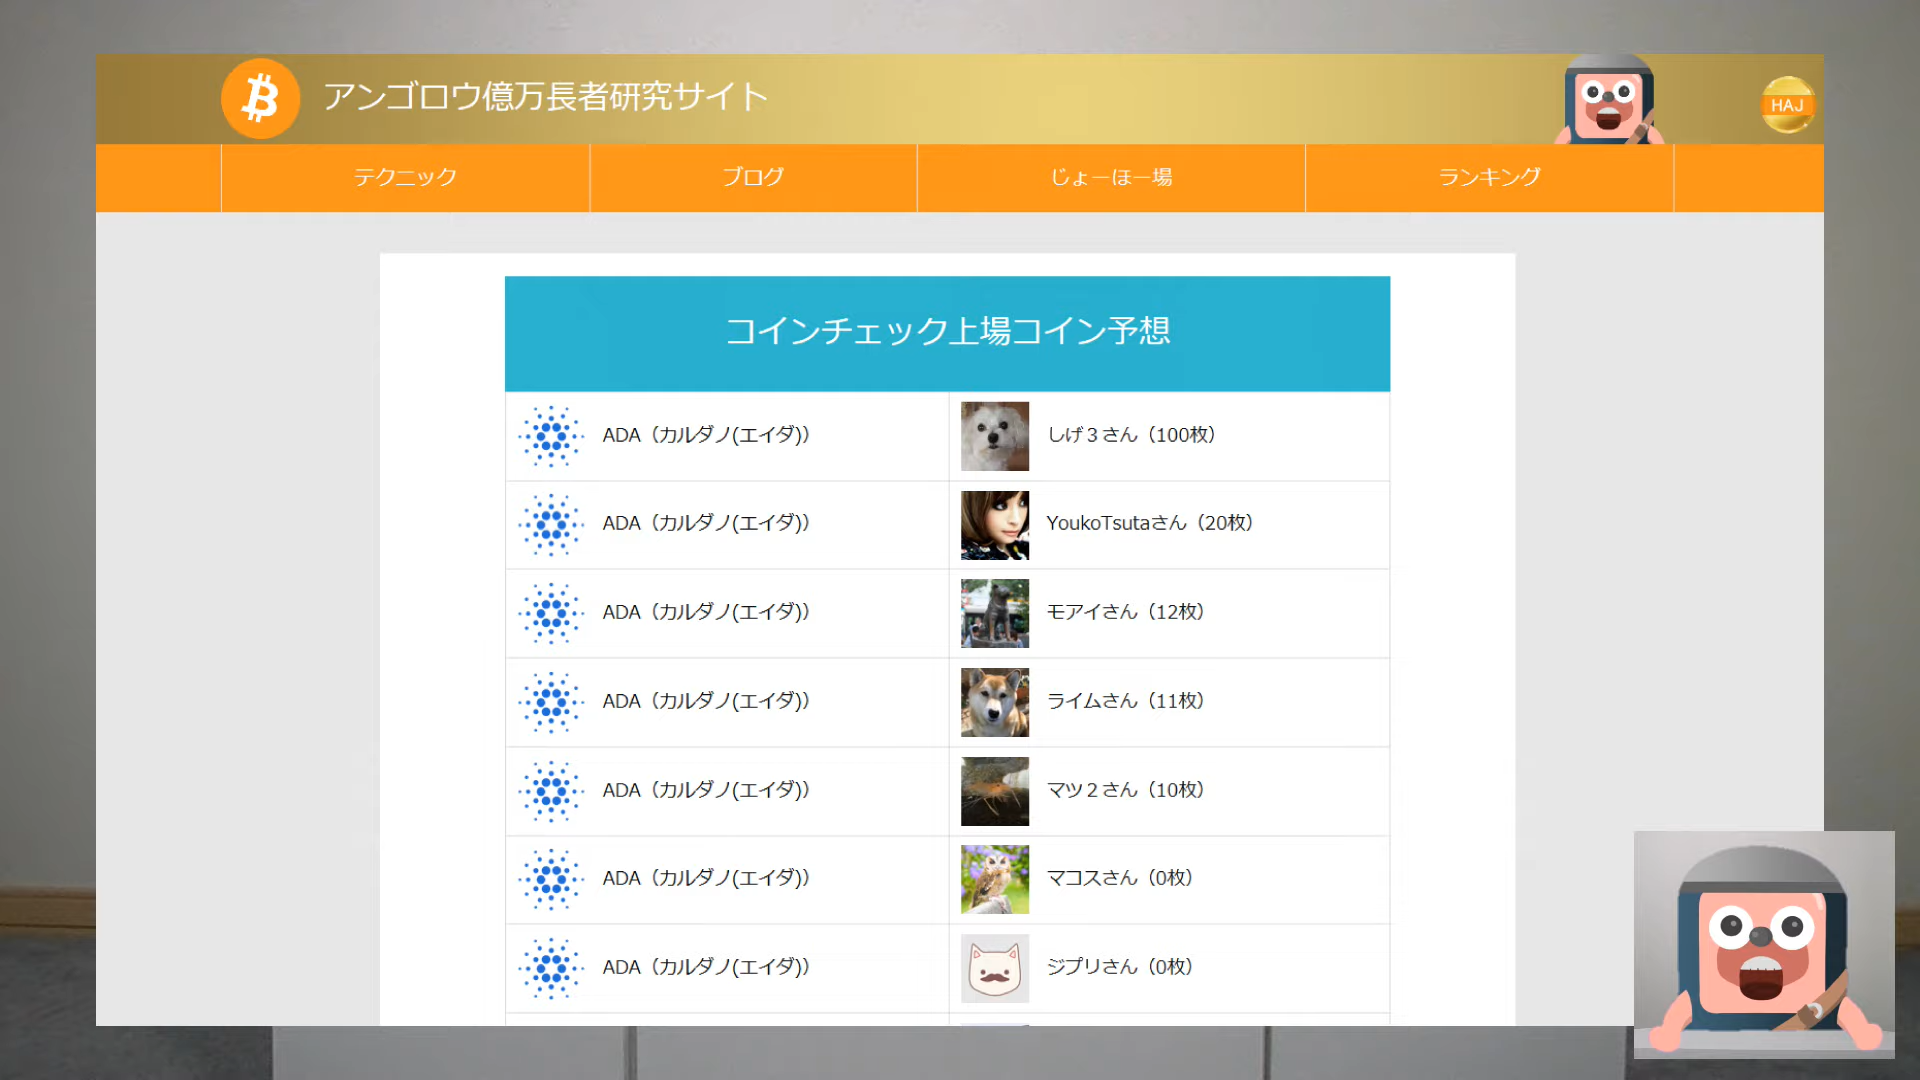 アンゴロウ億万長者研究サイト
HAJ
テクニック
ブログ
じょーほー場
ランキング
コインチェック上場コイン予想
ADA（カルダノ(エイダ)）
しげ３さん（100枚）
ADA（カルダノ(エイダ)）
YoukoTsutaさん（20枚）
ADA（カルダノ(エイダ)）
モアイさん（12枚）
ADA（カルダノ(エイダ)）
ライムさん（11枚）
ADA（カルダノ(エイダ)）
マツ２さん（10枚）
ADA（カルダノ(エイダ)）
マコスさん（0枚）
ADA（カルダノ(エイダ)）
ジプリさん（0枚）